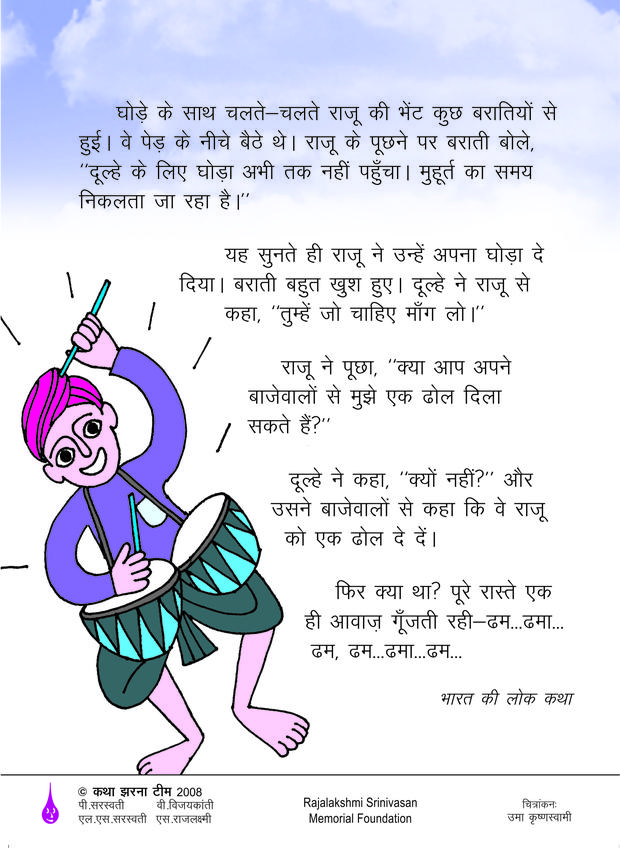 घोड़े के साथ चलते–चलते राजू की भेंट कुछ बरातियों से
हुई। वे पेड़ के नीचे बैठे थे। राजू के पूछने पर बराती बोले,
‘‘दूल्हे के लिए घोड़ा अभी तक नहीं पहुँचा। मुहूर्त का समय
निकलता जा रहा है।’’
यह सुनते ही राजू ने उन्हें अपना घोड़ा दे
दिया। बराती बहुत खुश हुए। दूल्हे ने राजू से
कहा, ‘‘तुम्हें जो चाहिए माँग लो।’’
राजू ने पूछा, ‘‘क्या आप अपने
बाजेवालों से मुझे एक ढोल दिला
सकते हैं?’’
दूल्हे ने कहा, ‘‘क्यों नहीं?’’ और
उसने बाजेवालों से कहा कि वे राजू
को एक ढोल दे दें।
फिर क्या था? पूरे रास्ते एक
ही आवाज़ गूँजती रही–ढम...ढमा...
ढम, ढम...ढमा...ढम...
भारत की लोक कथा
© कथा झरना टीम 2008
पी.सरस्वती वी.विजयकांती
एल.एस.सरस्वती एस.राजलक्ष्मी
Rajalakshmi Srinivasan
Memorial Foundation
चित्रांकनः
उमा कृष्णस्वामी